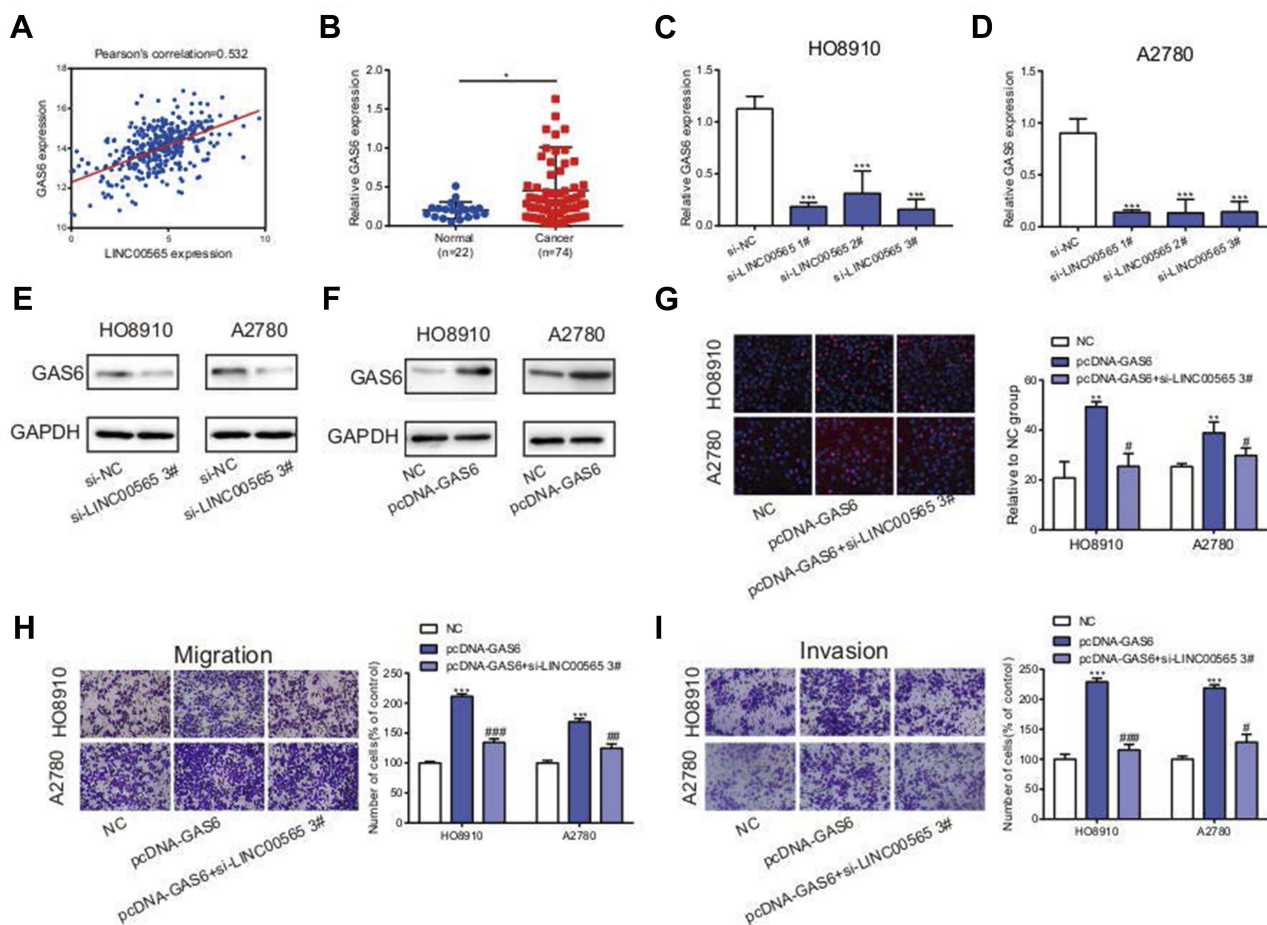 A
Pearson's correlation=0.532
GAS6 expression
18
16
14
12
10
0
5
10
LINC00565 expression
B
Relative GAS6 expression
2.0
1.5
1.0
0.5
0.0
*
Normal
(n=22)
Cancer
(n=74)
C
HO8910
Relative GAS6 expression
1.5
1.0
0.5
0.0
***
***
***
si-NC
si-LINC00565 1#
si-LINC00565 2#
si-LINC00565 3#
D
A2780
Relative GAS6 expression
1.5
1.0
0.5
0.0
***
***
***
si-NC
si-LINC00565 1#
si-LINC00565 2#
si-LINC00565 3#
E
HO8910
A2780
GAS6
GAPDH
si-NC
si-LINC00565 3#
si-NC
si-LINC00565 3#
F
HO8910
A2780
GAS6
GAPDH
NC
pcDNA-GAS6
NC
pcDNA-GAS6
G
HO8910
A2780
NC
pcDNA-GAS6
pcDNA-GAS6+si-LINC00565 3#
NC
pcDNA-GAS6
pcDNA-GAS6+si-LINC00565 3#
Relative to NC group
60
40
20
0
**
#
**
#
HO8910
A2780
H
Migration
HO8910
A2780
NC
pcDNA-GAS6
pcDNA-GAS6+si-LINC00565 3#
NC
pcDNA-GAS6
pcDNA-GAS6+si-LINC00565 3#
Number of cells(% of control)
250
200
150
100
50
0
***
###
***
##
HO8910
A2780
I
Invasion
HO8910
A2780
NC
pcDNA-GAS6
pcDNA-GAS6+si-LINC00565 3#
NC
pcDNA-GAS6
pcDNA-GAS6+si-LINC00565 3#
Number of cells(% of control)
250
200
150
100
50
0
***
###
***
#
HO8910
A2780